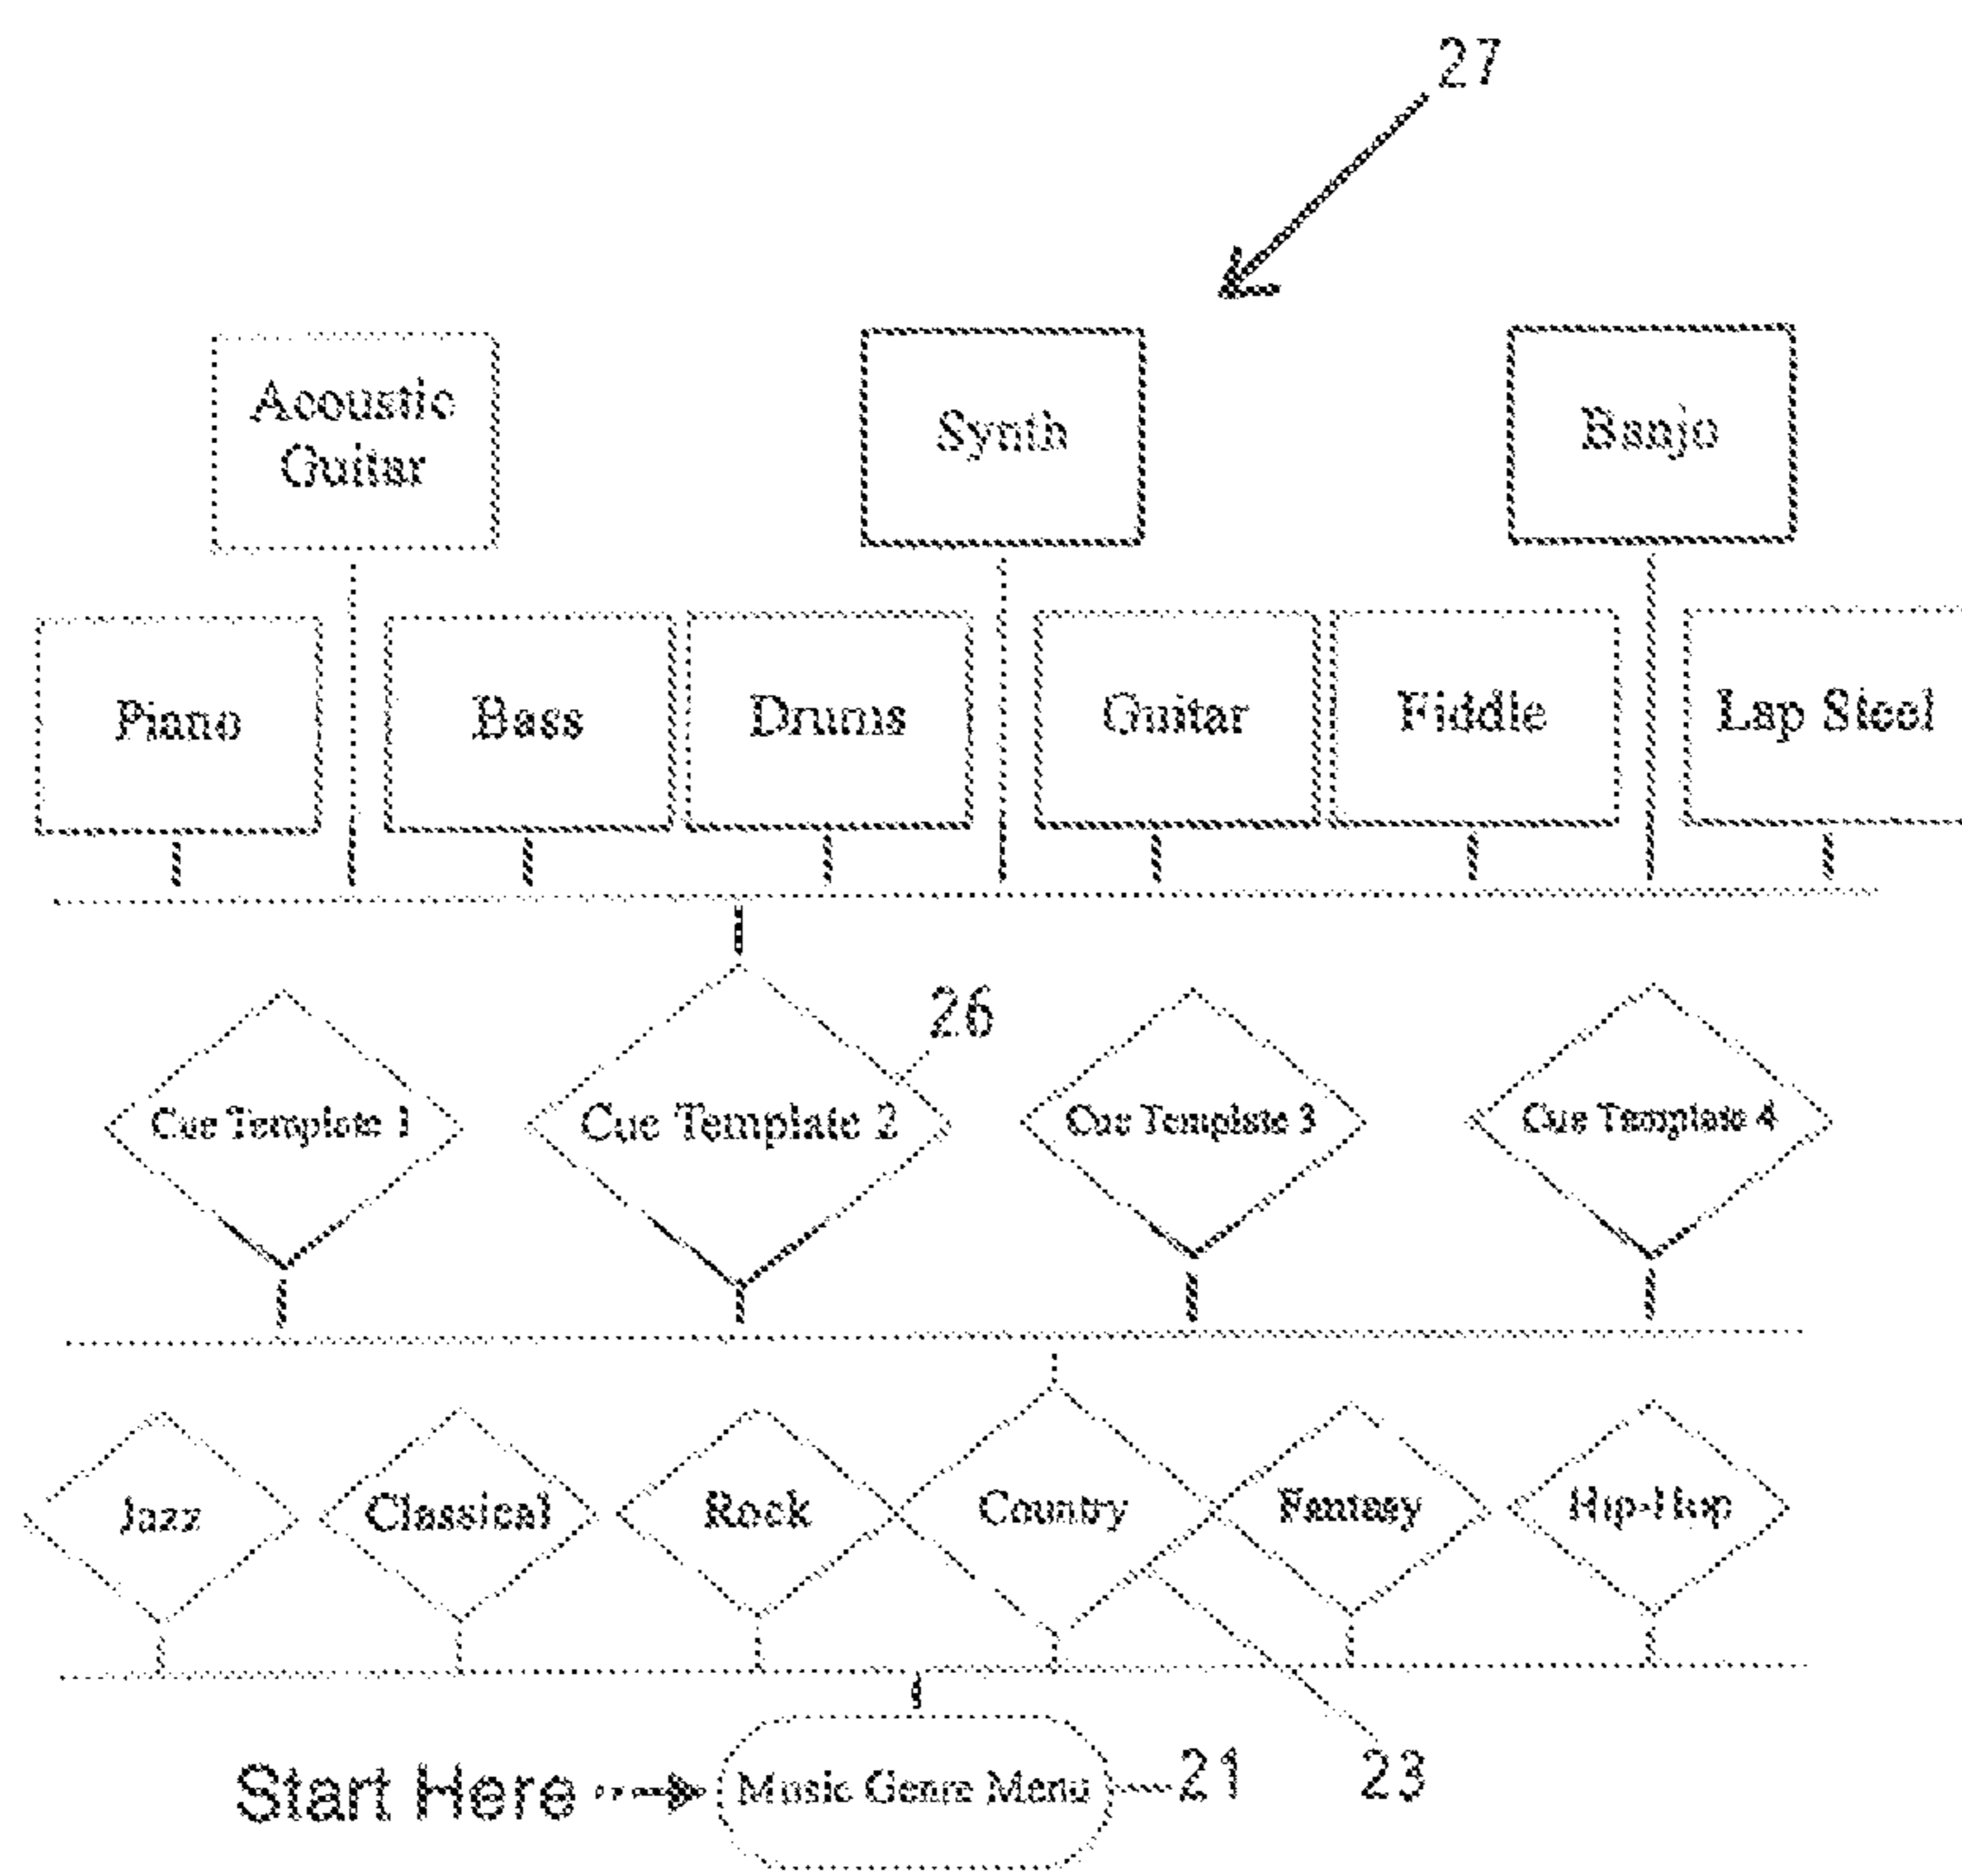 27
Acoustic
Guitar
Synth
Banjo
Piano
Bass
Drums
Guitar
Fiddle
Lap Steel
26
Cue Template 1
Cue Template 2
Cue Template 3
Cue Template 4
Jazz
Classical
Rock
Country
Fantasy
Hip-Hop
Start Here
Music Genre Menu
21
23